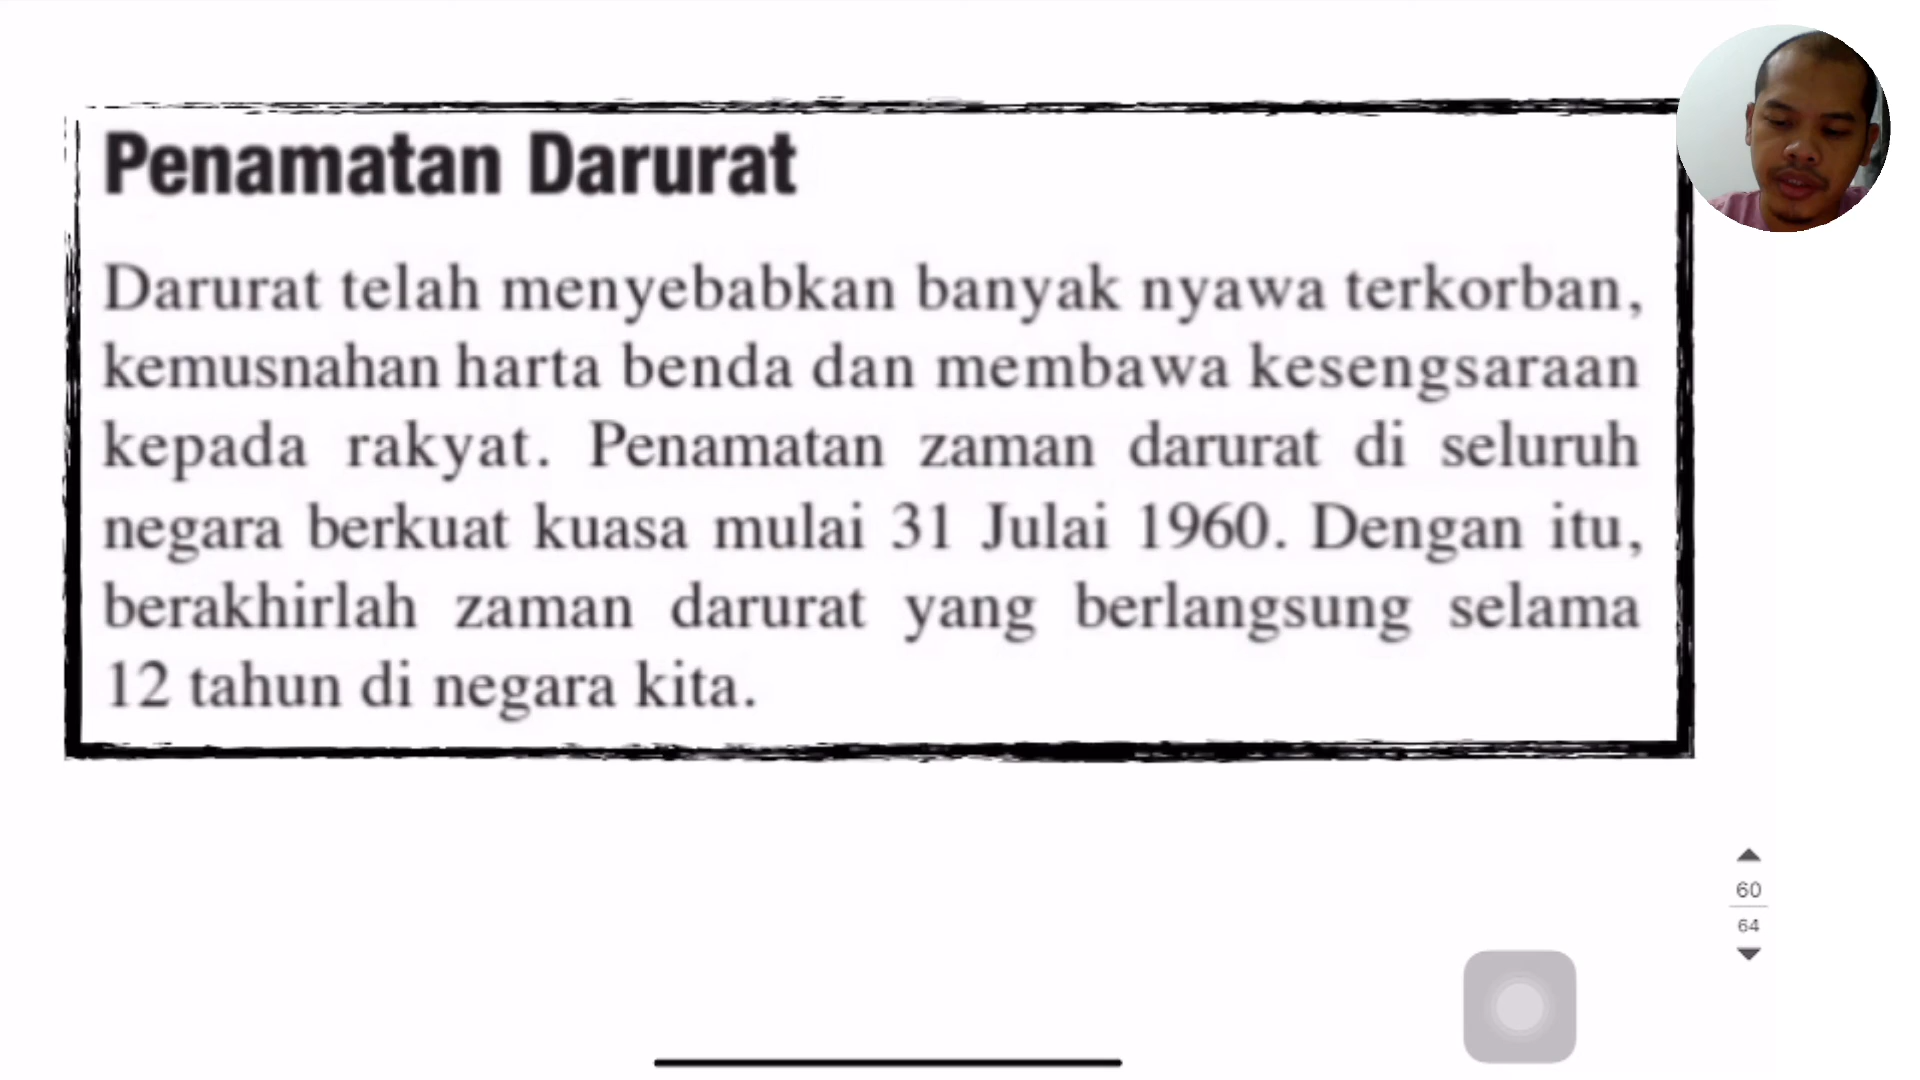 Penamatan Darurat
Darurat telah menyebabkan banyak nyawa terkorban,
kemusnahan harta benda dan membawa kesengsaraan
kepada rakyat. Penamatan zaman darurat di seluruh
negara berkuat kuasa mulai 31 Julai 1960. Dengan itu,
berakhirlah zaman darurat yang berlangsung selama
12 tahun di negara kita.
60
64